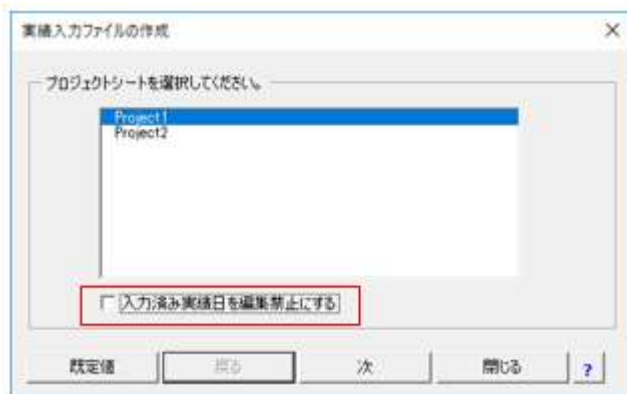 実績入力ファイルの作成
プロジェクトシートを選択してください。
Project1
Project2
入力済み実績日を編集禁止にする
既定値
戻る
次
閉じる
?